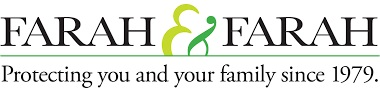 FARAH & FARAH
Protecting you and your family since 1979.